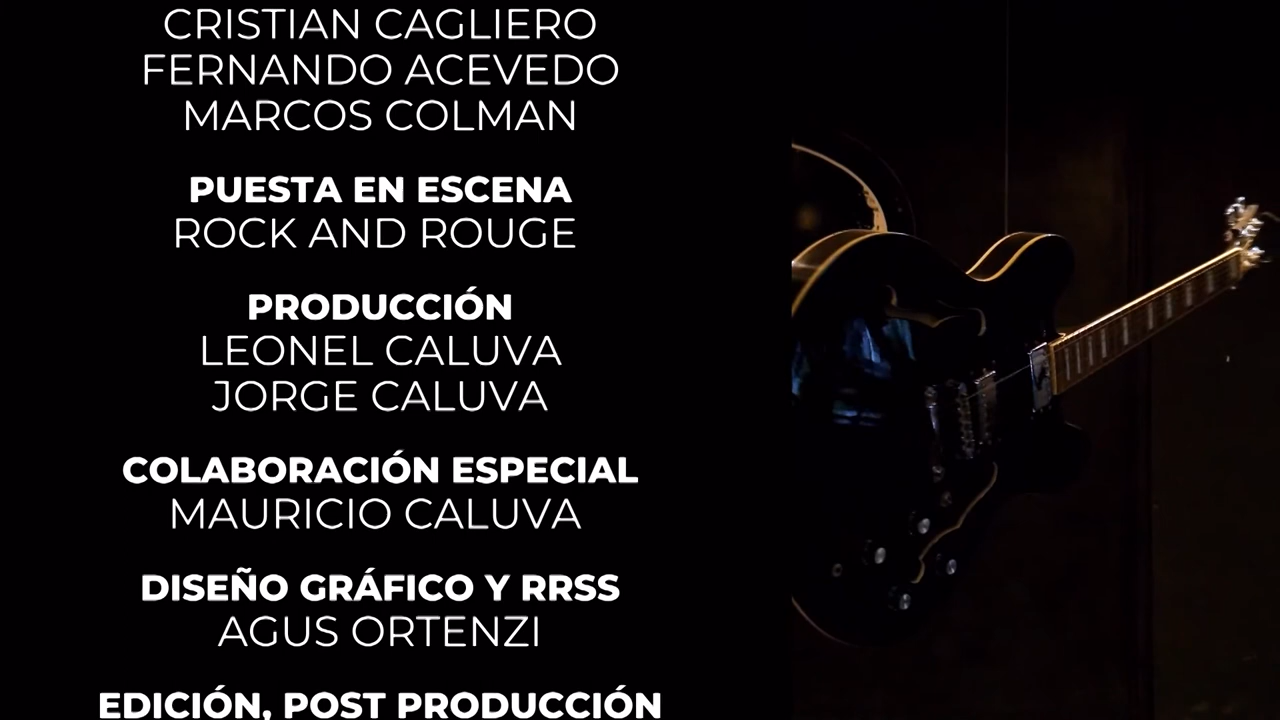 CRISTIAN CAGLIERO
FERNANDO ACEVEDO
MARCOS COLMAN
PUESTA EN ESCENA
ROCK AND ROUGE
PRODUCCIÓN
LEONEL CALUVA
JORGE CALUVA
COLABORACIÓN ESPECIAL
MAURICIO CALUVA
DISEÑO GRÁFICO Y RRSS
AGUS ORTENZI
EDICIÓN, POST PRODUCCIÓN